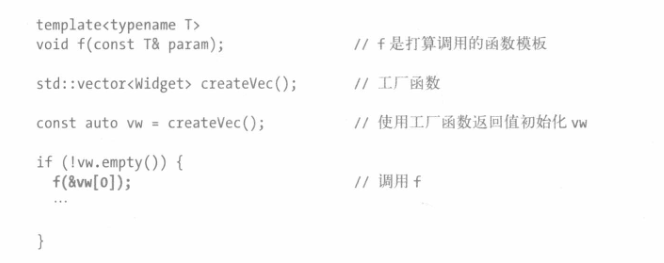 template<typename T>
void f(const T& param);    // f 是打算调用的函数模板
std::vector<Widget> createVec();    // 工厂函数
const auto vw = createVec();    // 使用工厂函数返回值初始化 vw
if (!vw.empty()) {
  f(&vw[0]);    // 调用 f
  …
}